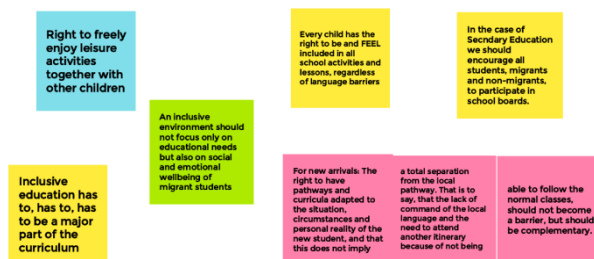 Right to freely
enjoy leisure
activities
together with
other children
Every child has the
right to be and FEEL
included in all
school activities and
lessons, regardless
of language barriers
In the case of
Secndary Education
we should
encourage all
students, migrants
and non-migrants,
to participate in
school boards.
An inclusive
environment should
not focus only on
educational needs
but also on social
and emotional
wellbeing of
migrant students
Inclusive
education has
to, has to, has
to be a major
part of the
curriculum
For new arrivals: The
right to have
pathways and
curricula adapted to
the situation,
circumstances and
personal reality of the
new student, and that
this does not imply
a total separation
from the local
pathway. That is to
say, that the lack of
command of the local
language and the
need to attend
another itinerary
because of not being
able to follow the
normal classes,
should not become
a barrier, but should
be complementary.